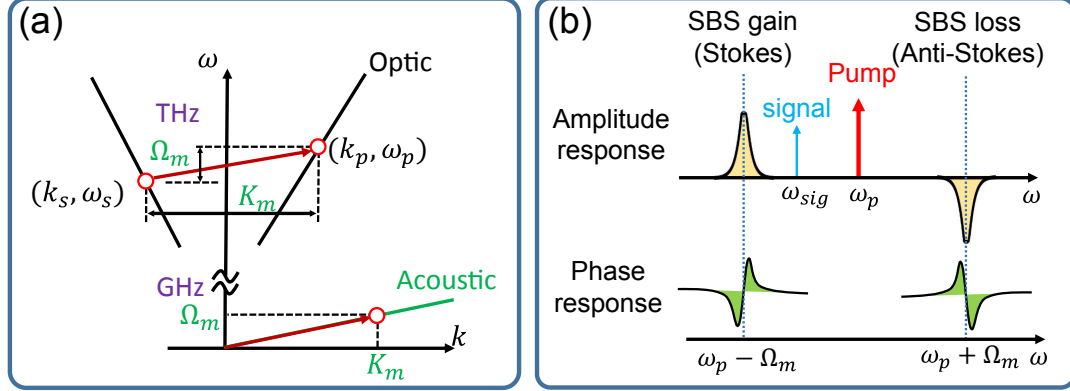 (a)
ω
Optic
THz
Ω_m
(k_p, ω_p)
(k_s, ω_s)
K_m
GHz
Acoustic
Ω_m
K_m
k
(b)
SBS gain
(Stokes)
SBS loss
(Anti-Stokes)
Pump
signal
Amplitude
response
ω_sig
ω_p
ω
Phase
response
ω_p − Ω_m
ω_p + Ω_m
ω